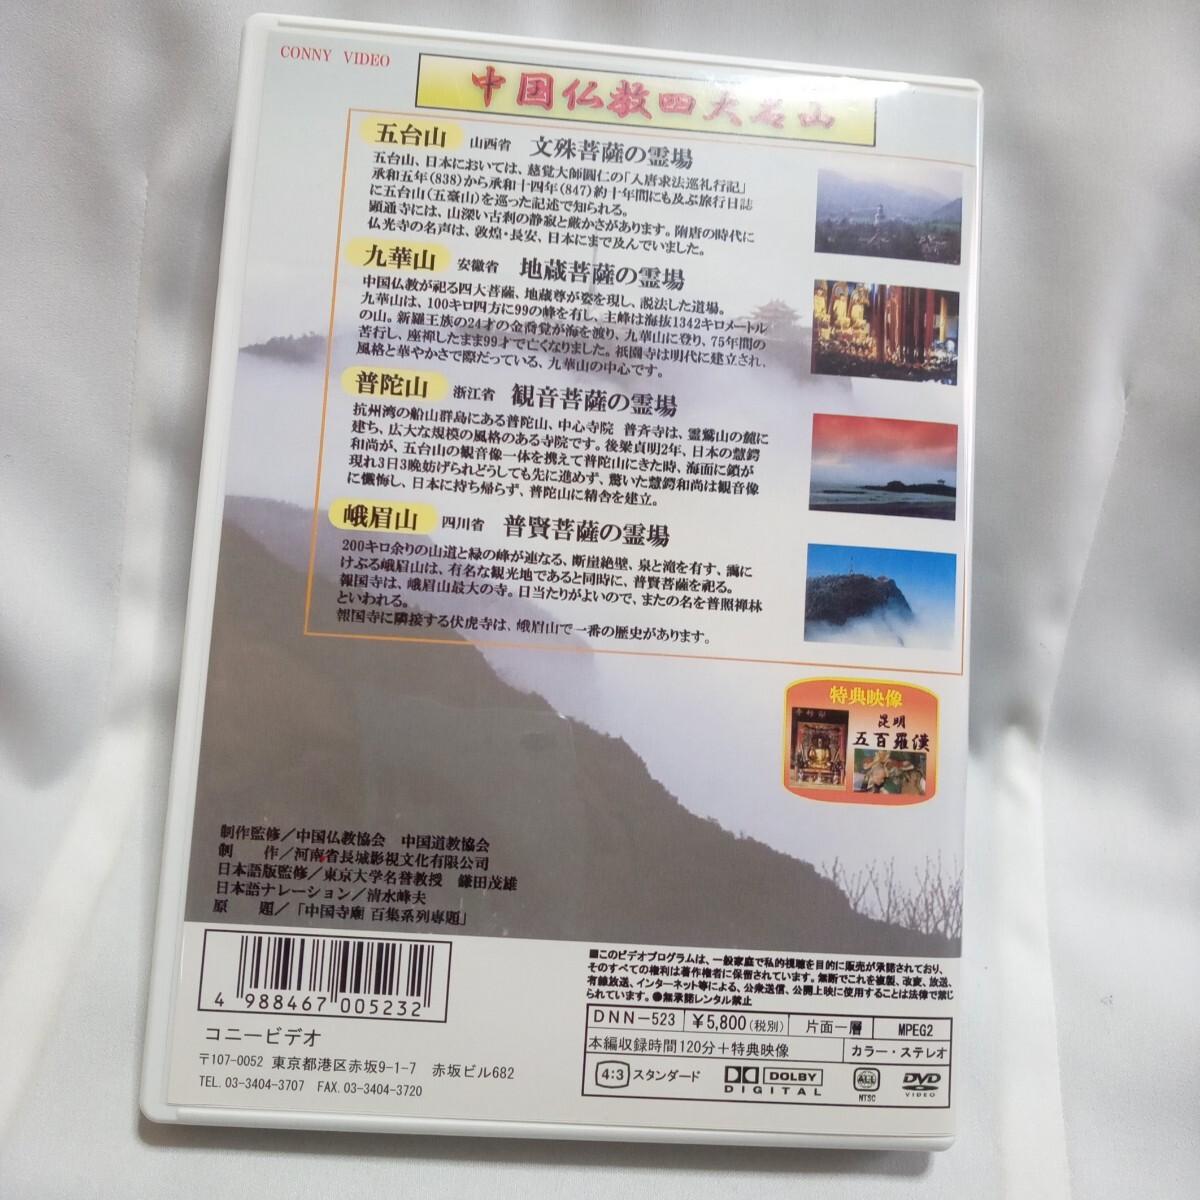 CONNY VIDEO
中国仏教四大名山
五台山 山西省 文殊菩薩の霊場
五台山、日本においては、慈覚大師圓仁の「入唐求法巡礼行記」
承和五年(838)から承和十四年(847)約十年間にも及ぶ旅行日誌
に五台山(五臺山)を巡った記述で知られる。
顕通寺には、山深い古刹の静寂と厳かさがあります。隋唐の時代に
仏光寺の名声は、敦煌・長安、日本にまで及んでいました。
九華山 安徽省 地蔵菩薩の霊場
中国仏教が祀る四大菩薩、地蔵尊が姿を現し、説法した道場。
九華山は、100キロ四方に99の峰を有し、主峰は海抜1342キロメートル
の山。新羅王族の24才の金喬覚が海を渡り、九華山に登り、75年間の
苦行し、座禅したまま99才で亡くなりました。祇園寺は明代に建立され、
風格と華やかさで際だっている、九華山の中心です。
普陀山 浙江省 観音菩薩の霊場
杭州湾の船山群島にある普陀山、中心寺院 普斉寺は、霊鷲山の麓に
建ち、広大な規模の風格のある寺院です。後梁貞明2年、日本の慧鍔
和尚が、五台山の観音像一体を携えて普陀山にきた時、海面に鎖が
現れ3日3晩妨げられどうしても先に進めず、驚いた慧鍔和尚は観音像
に懺悔し、日本に持ち帰らず、普陀山に精舎を建立。
峨眉山 四川省 普賢菩薩の霊場
200キロ余りの山道と緑の峰が連なる、断崖絶壁、泉と滝を有す、靄に
けぶる峨眉山は、有名な観光地であると同時に、普賢菩薩を祀る。
報国寺は、峨眉山最大の寺。日当たりがよいので、またの名を普照禅林
といわれる。
報国寺に隣接する伏虎寺は、峨眉山で一番の歴史があります。
特典映像
昆明
五百羅漢
制作監修／中国仏教協会 中国道教協会
制 作／河南省長城影視文化有限公司
日本語版監修／東京大学名誉教授 鎌田茂雄
日本語ナレーション／清水峰夫
原 題／「中国寺廟 百集系列専題」
4 988467 005232
コニービデオ
〒107-0052 東京都港区赤坂9-1-7 赤坂ビル682
TEL. 03-3404-3707 FAX. 03-3404-3720
■このビデオプログラムは、一般家庭で私的視聴を目的に販売が承諾されており、
そのすべての権利は著作権者に保留されています。無断でこれを複製、改変、放送、
有線放送、インターネット等による、公衆送信、公開上映に使用することは法律で禁じ
られています。●無承諾レンタル禁止
DNN-523 ￥5,800(税別) 片面一層 MPEG2
本編収録時間120分＋特典映像 カラー・ステレオ
4:3 スタンダード DOLBY DIGITAL ALL NTSC DVD VIDEO